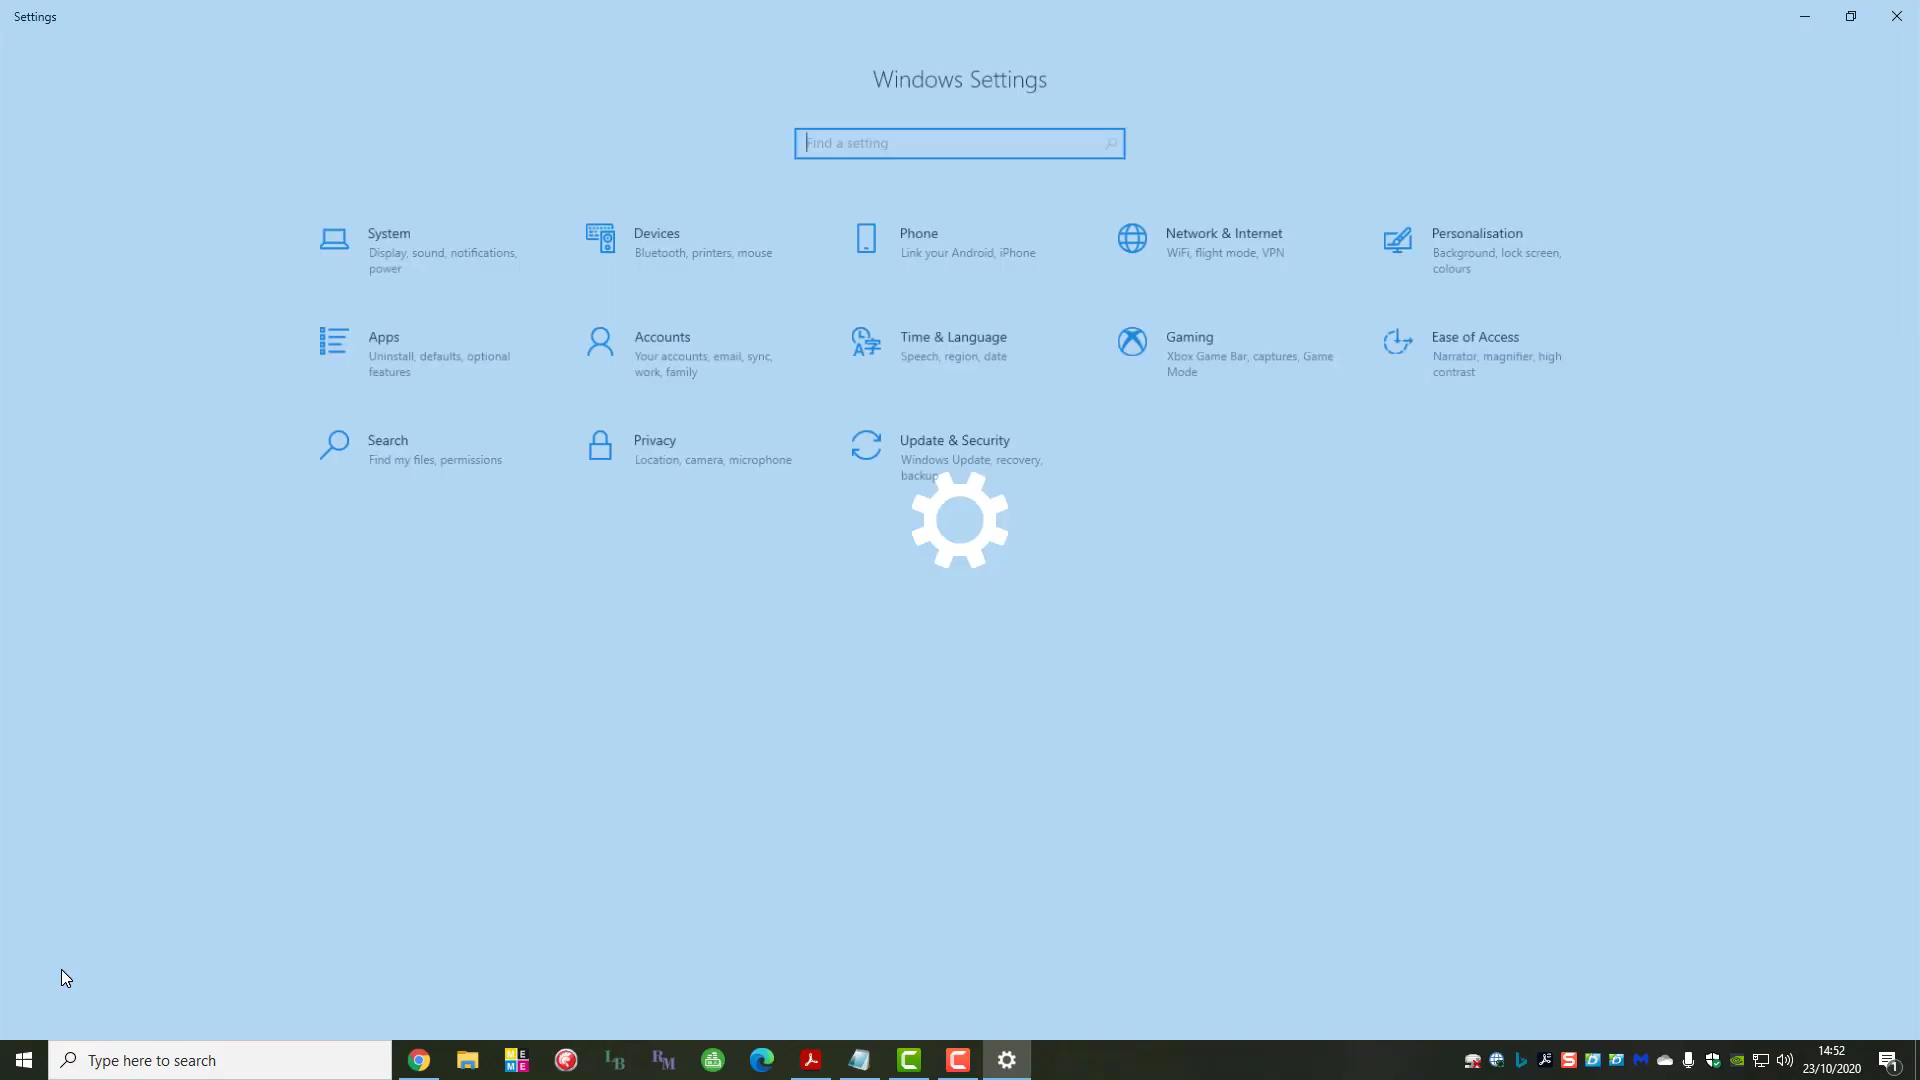 Settings
Windows Settings
Find a setting
System
Display, sound, notifications,
power
Devices
Bluetooth, printers, mouse
Phone
Link your Android, iPhone
Network & Internet
WiFi, flight mode, VPN
Personalisation
Background, lock screen,
colours
Apps
Uninstall, defaults, optional
features
Accounts
Your accounts, email, sync,
work, family
Time & Language
Speech, region, date
Gaming
Xbox Game Bar, captures, Game
Mode
Ease of Access
Narrator, magnifier, high
contrast
Search
Find my files, permissions
Privacy
Location, camera, microphone
Update & Security
Windows Update, recovery,
backup
Type here to search
M E
M E
LB
RM
14:52
23/10/2020
1